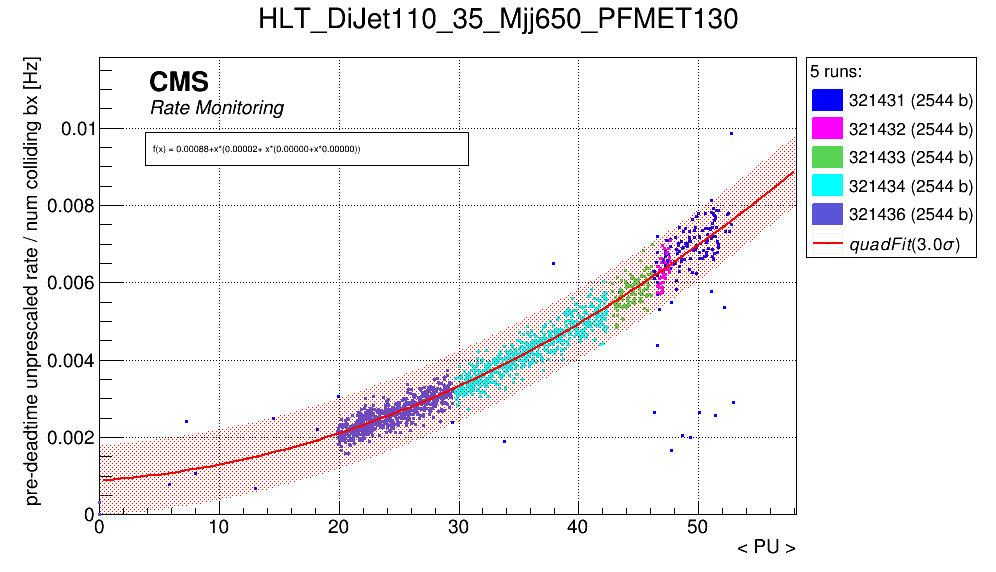 HLT_DiJet110_35_Mjj650_PFMET130
pre-deadtime unprescaled rate / num colliding bx [Hz]
CMS
Rate Monitoring
f(x) = 0.00088+x*(0.00002+ x*(0.00000+x*0.00000))
0.01
0.008
0.006
0.004
0.002
0
0 10 20 30 40 50
< PU >
5 runs:
321431 (2544 b)
321432 (2544 b)
321433 (2544 b)
321434 (2544 b)
321436 (2544 b)
quadFit(3.0σ)